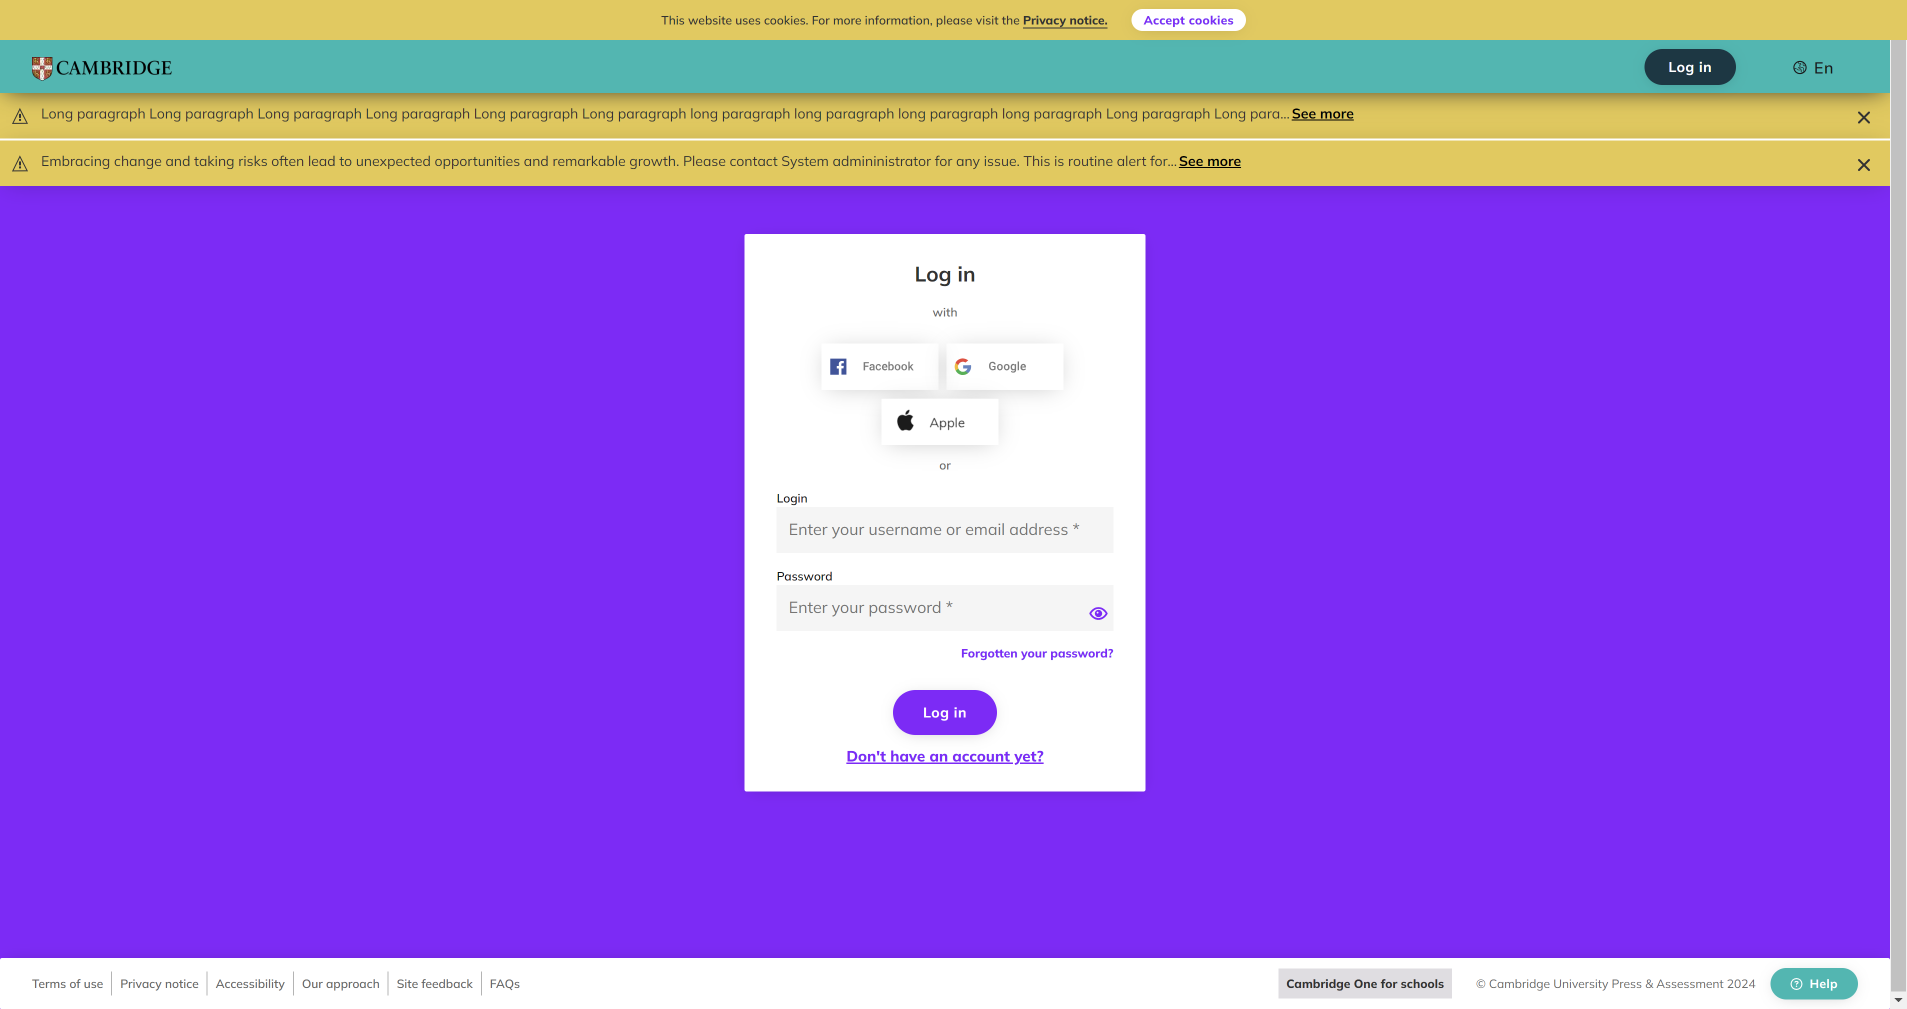 This website uses cookies. For more information, please visit the Privacy notice. Accept cookies
CAMBRIDGE
Log in
En
Long paragraph Long paragraph Long paragraph Long paragraph Long paragraph Long paragraph long paragraph long paragraph long paragraph long paragraph Long paragraph Long para... See more
Embracing change and taking risks often lead to unexpected opportunities and remarkable growth. Please contact System admininistrator for any issue. This is routine alert for... See more
Log in
with
Facebook
Google
Apple
or
Login
Enter your username or email address *
Password
Enter your password *
Forgotten your password?
Log in
Don't have an account yet?
Terms of use
Privacy notice
Accessibility
Our approach
Site feedback
FAQs
Cambridge One for schools
© Cambridge University Press & Assessment 2024
Help